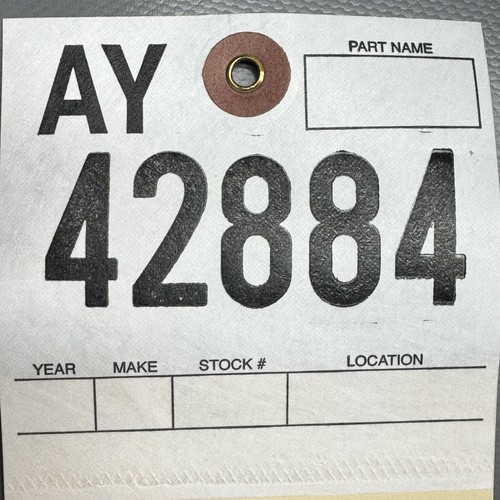 AY
PART NAME
42884
YEAR MAKE STOCK # LOCATION